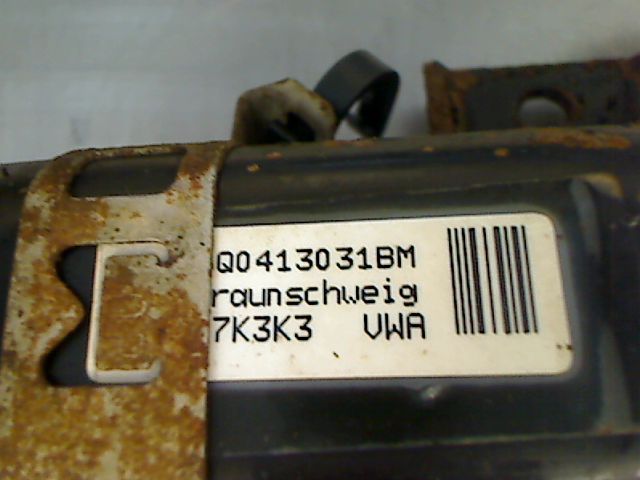 Q0413031BM
raunschweig
7K3K3 VWA